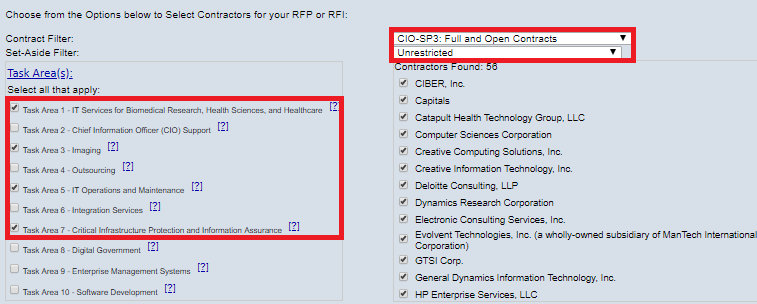 Choose from the Options below to Select Contractors for your RFP or RFI:
Contract Filter:
CIO-SP3: Full and Open Contracts
Set-Aside Filter:
Unrestricted
Task Area(s):
Select all that apply:
Task Area 1 - IT Services for Biomedical Research, Health Sciences, and Healthcare [?]
Task Area 2 - Chief Information Officer (CIO) Support [?]
Task Area 3 - Imaging [?]
Task Area 4 - Outsourcing [?]
Task Area 5 - IT Operations and Maintenance [?]
Task Area 6 - Integration Services [?]
Task Area 7 - Critical Infrastructure Protection and Information Assurance [?]
Task Area 8 - Digital Government [?]
Task Area 9 - Enterprise Management Systems [?]
Task Area 10 - Software Development [?]
Contractors Found: 56
CIBER, Inc.
Capitals
Catapult Health Technology Group, LLC
Computer Sciences Corporation
Creative Computing Solutions, Inc.
Creative Information Technology, Inc.
Deloitte Consulting, LLP
Dynamics Research Corporation
Electronic Consulting Services, Inc.
Evolvent Technologies, Inc. (a wholly-owned subsidiary of ManTech International
Corporation)
GTSI Corp.
General Dynamics Information Technology, Inc.
HP Enterprise Services, LLC